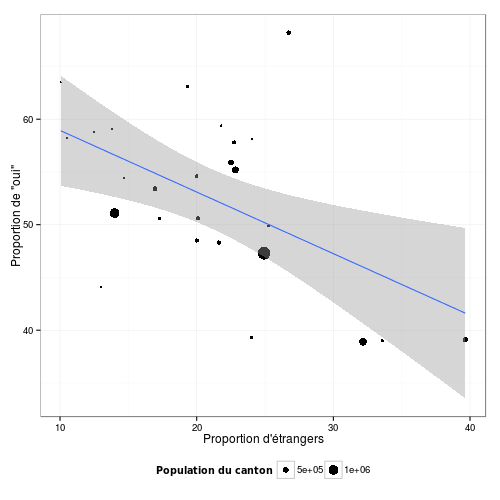 60
50
40
Proportion de "oui"
10 20 30 40
Proportion d'étrangers
Population du canton 5e+05 1e+06